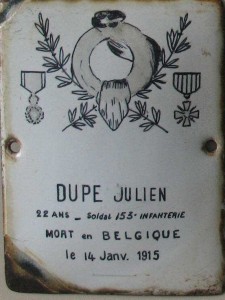 DUPE JULIEN
22 ANS - Soldat 153e INFANTERIE
MORT en BELGIQUE
le 14 Janv. 1915